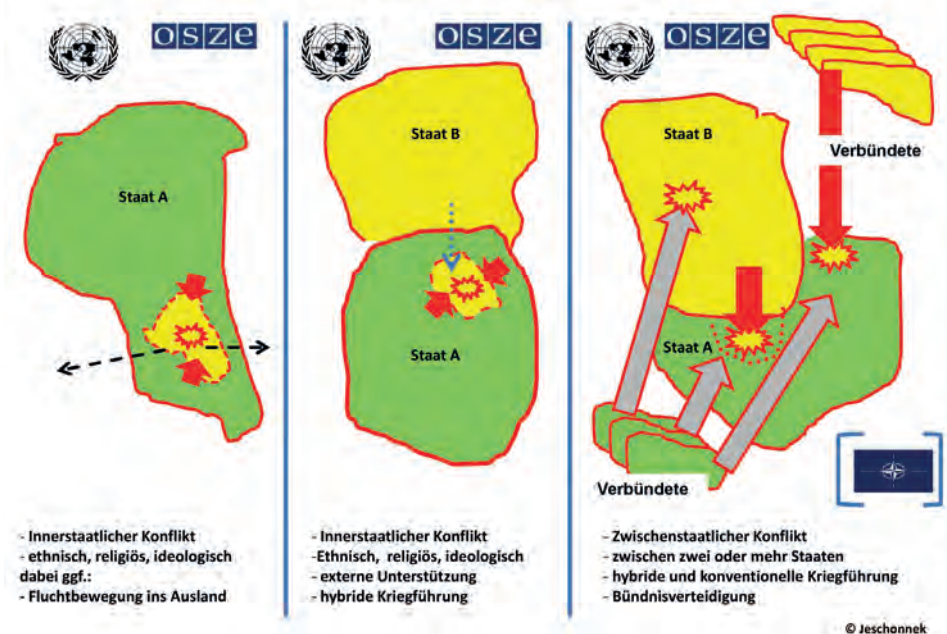 osze
Staat A
- Innerstaatlicher Konflikt
- ethnisch, religiös, ideologisch
dabei ggf.:
- Fluchtbewegung ins Ausland
osze
Staat B
Staat A
- Innerstaatlicher Konflikt
-Ethnisch, religiös, ideologisch
- externe Unterstützung
- hybride Kriegführung
osze
Staat B
Verbündete
Staat A
Verbündete
- Zwischenstaatlicher Konflikt
- zwischen zwei oder mehr Staaten
- hybride und konventionelle Kriegführung
- Bündnisverteidigung
© Jeschonnek